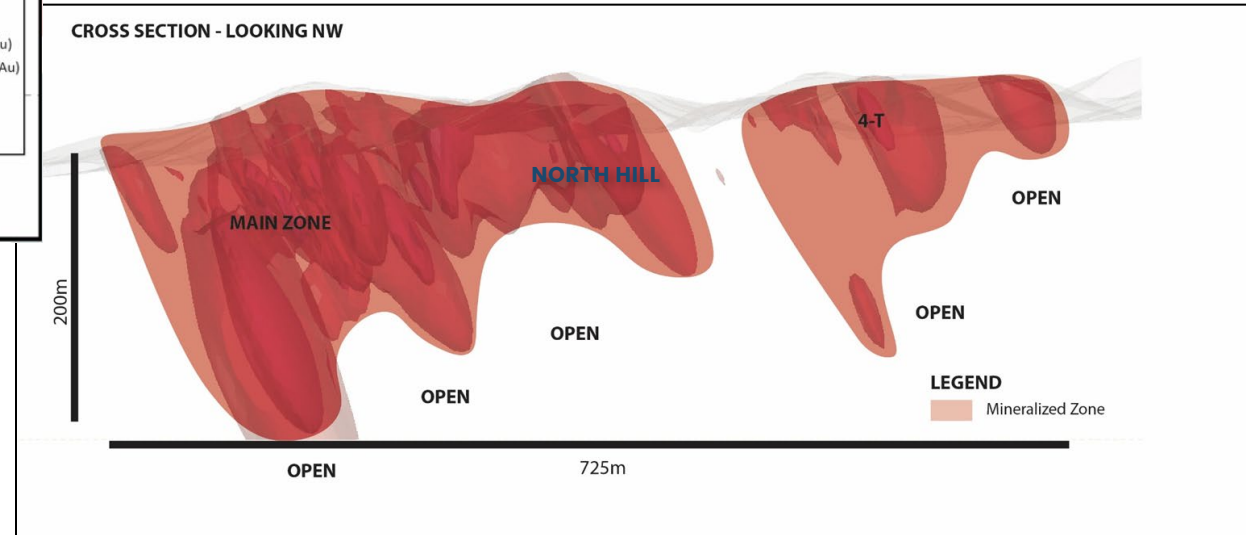 CROSS SECTION - LOOKING NW
u)
Au)
4-T
NORTH HILL
MAIN ZONE
OPEN
200m
OPEN
OPEN
OPEN
LEGEND
Mineralized Zone
OPEN
725m